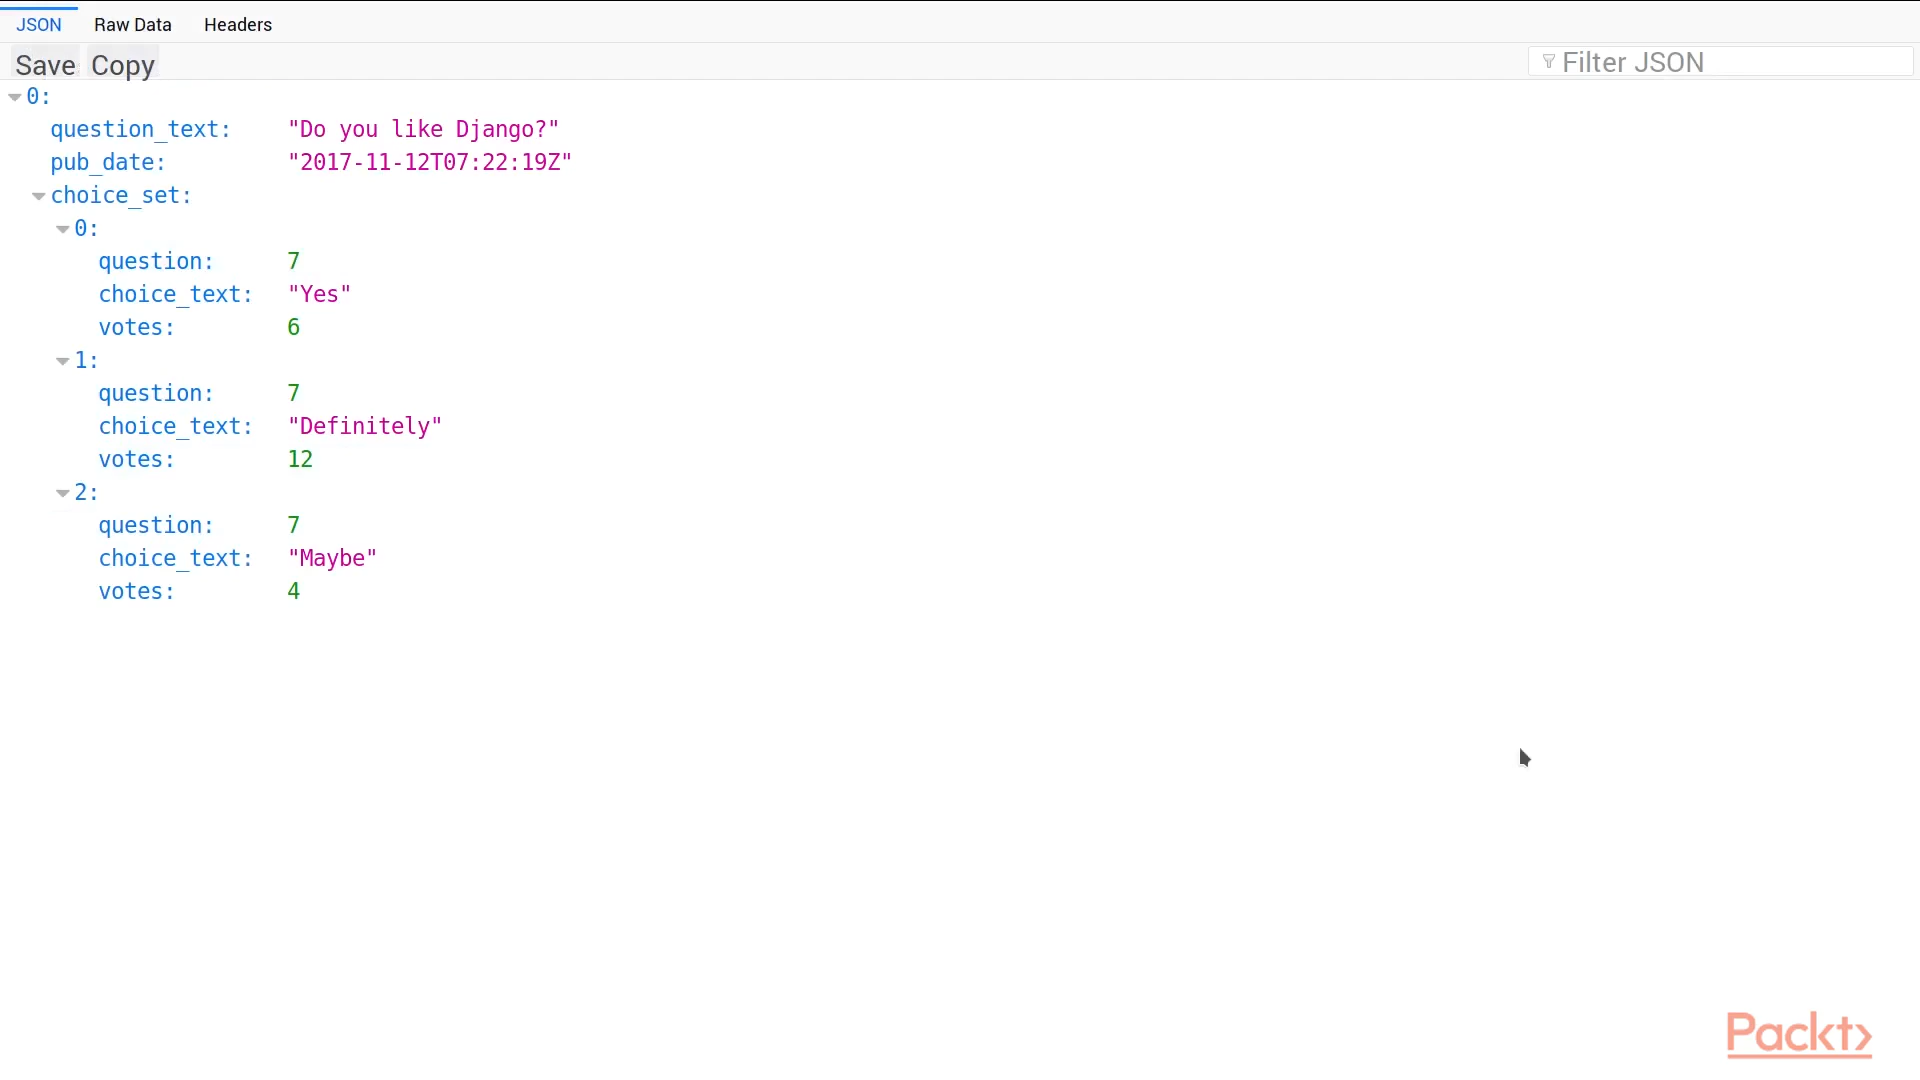 JSON Raw Data Headers
Save Copy Filter JSON
0:
question_text: "Do you like Django?"
pub_date: "2017-11-12T07:22:19Z"
choice_set:
0:
question: 7
choice_text: "Yes"
votes: 6
1:
question: 7
choice_text: "Definitely"
votes: 12
2:
question: 7
choice_text: "Maybe"
votes: 4
Packt>